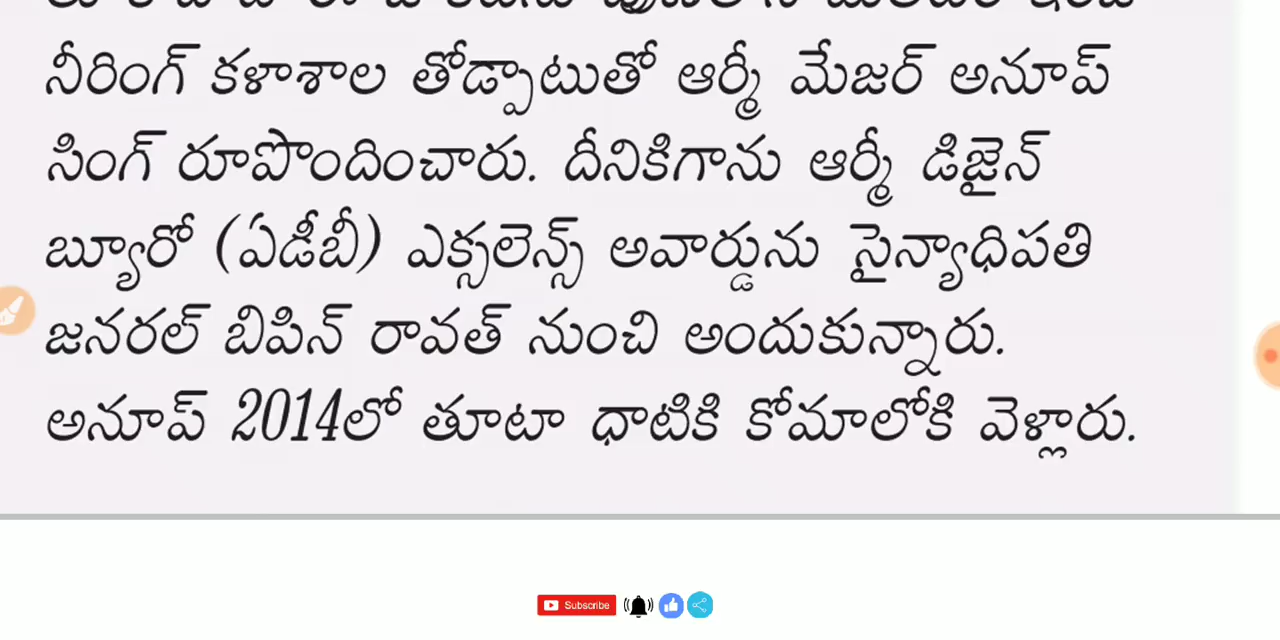 నీరింగ్ కళాశాల తోడ్పాటుతో ఆర్మీ మేజర్ అనూప్
సింగ్ రూపొందించారు. దీనికిగాను ఆర్మీ డిజైన్
బ్యూరో (ఏడీబీ) ఎక్సలెన్స్ అవార్డును సైన్యాధిపతి
జనరల్ బిపిన్ రావత్ నుంచి అందుకున్నారు.
అనూప్ 2014లో తూటా ధాటికి కోమాలోకి వెళ్లారు.
Subscribe